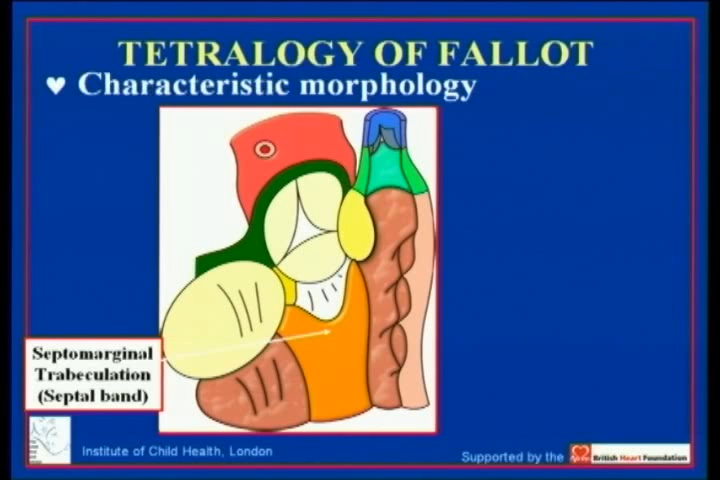 TETRALOGY OF FALLOT
♥ Characteristic morphology
Septomarginal
Trabeculation
(Septal band)
Institute of Child Health, London
Supported by the
British Heart Foundation